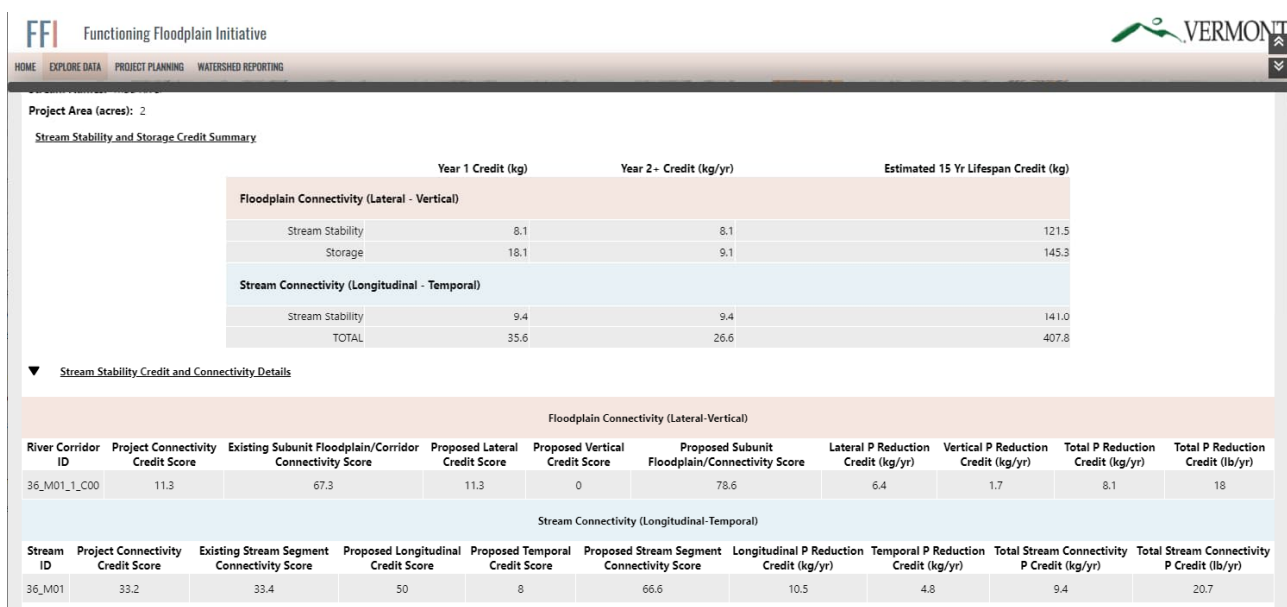 FFI Functioning Floodplain Initiative VERMONT
HOME EXPLORE DATA PROJECT PLANNING WATERSHED REPORTING
Project Area (acres): 2
Stream Stability and Storage Credit Summary
Year 1 Credit (kg) Year 2+ Credit (kg/yr) Estimated 15 Yr Lifespan Credit (kg)
Floodplain Connectivity (Lateral - Vertical)
Stream Stability 8.1 8.1 121.5
Storage 18.1 9.1 145.3
Stream Connectivity (Longitudinal - Temporal)
Stream Stability 9.4 9.4 141.0
TOTAL 35.6 26.6 407.8
Stream Stability Credit and Connectivity Details
Floodplain Connectivity (Lateral-Vertical)
River Corridor Project Connectivity Existing Subunit Floodplain/Corridor Proposed Lateral Proposed Vertical Proposed Subunit Lateral P Reduction Vertical P Reduction Total P Reduction Total P Reduction
ID Credit Score Connectivity Score Credit Score Credit Score Floodplain/Connectivity Score Credit (kg/yr) Credit (kg/yr) Credit (kg/yr) Credit (lb/yr)
36_M01_1_C00 11.3 67.3 11.3 0 78.6 6.4 1.7 8.1 18
Stream Connectivity (Longitudinal-Temporal)
Stream Project Connectivity Existing Stream Segment Proposed Longitudinal Proposed Temporal Proposed Stream Segment Longitudinal P Reduction Temporal P Reduction Total Stream Connectivity Total Stream Connectivity
ID Credit Score Connectivity Score Credit Score Credit Score Connectivity Score Credit (kg/yr) Credit (kg/yr) P Credit (kg/yr) P Credit (lb/yr)
36_M01 33.2 33.4 50 8 66.6 10.5 4.8 9.4 20.7